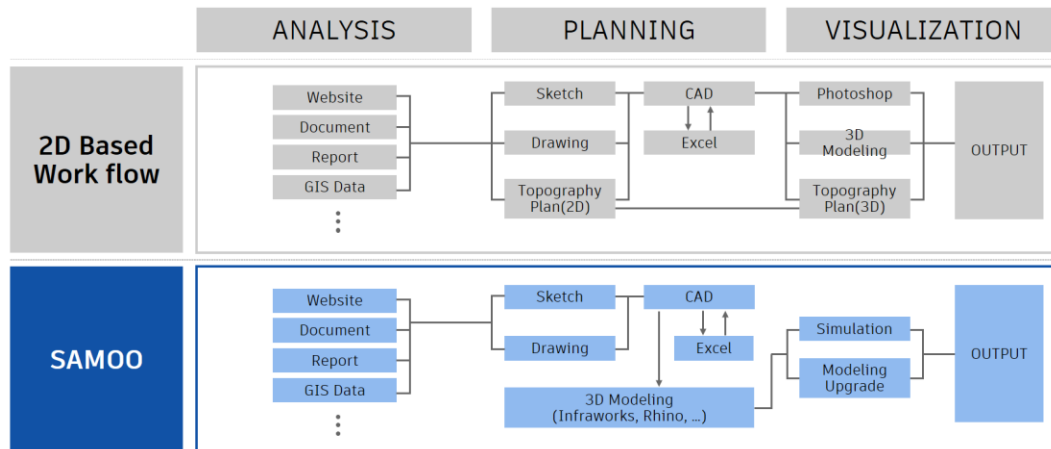 ANALYSIS
PLANNING
VISUALIZATION
2D Based
Work flow
Website
Document
Report
GIS Data
Sketch
Drawing
Topography
Plan(2D)
CAD
Excel
Photoshop
3D
Modeling
Topography
Plan(3D)
OUTPUT
SAMOO
Website
Document
Report
GIS Data
Sketch
Drawing
CAD
Excel
3D Modeling
(Infraworks, Rhino, ...)
Simulation
Modeling
Upgrade
OUTPUT